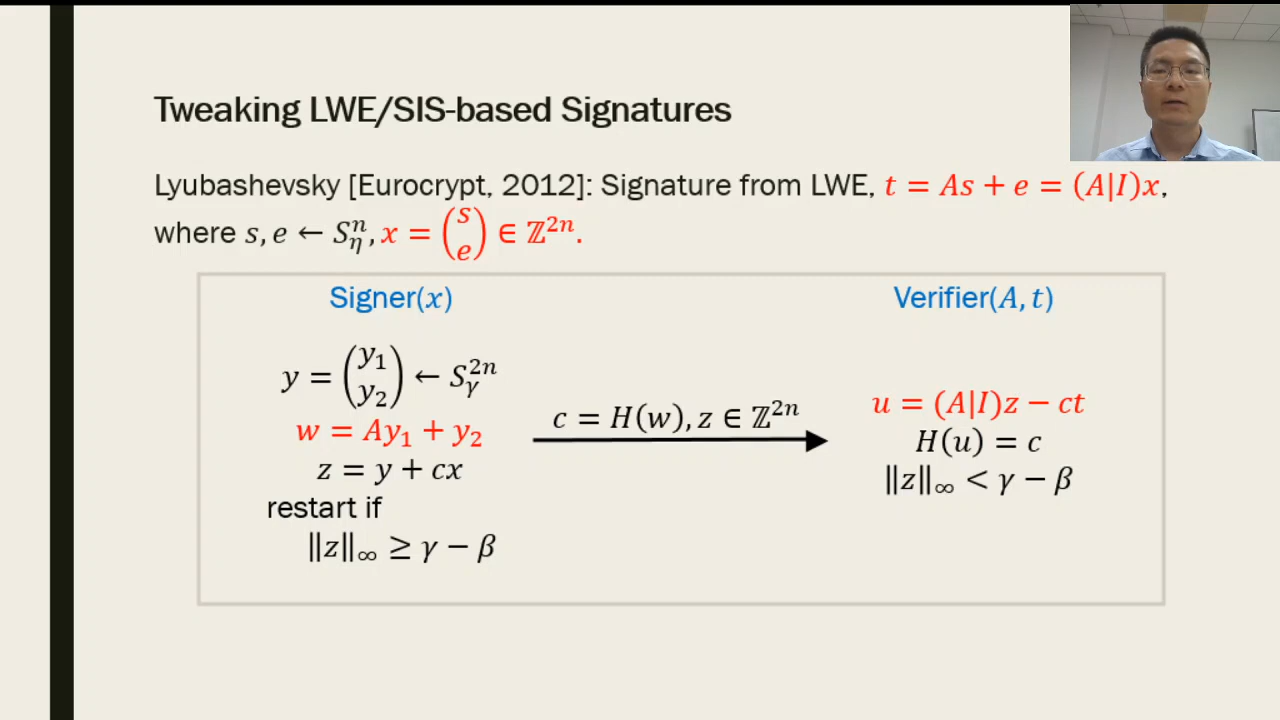 Tweaking LWE/SIS-based Signatures
Lyubashevsky [Eurocrypt, 2012]: Signature from LWE, t = As + e = (A|I)x,
where s, e ← S_η^n, x = (s e) ∈ ℤ^{2n}.
Signer(x)
y = (y_1 y_2) ← S_γ^{2n}
w = Ay_1 + y_2
z = y + cx
restart if
‖z‖_∞ ≥ γ − β
c = H(w), z ∈ ℤ^{2n}
Verifier(A, t)
u = (A|I)z − ct
H(u) = c
‖z‖_∞ < γ − β